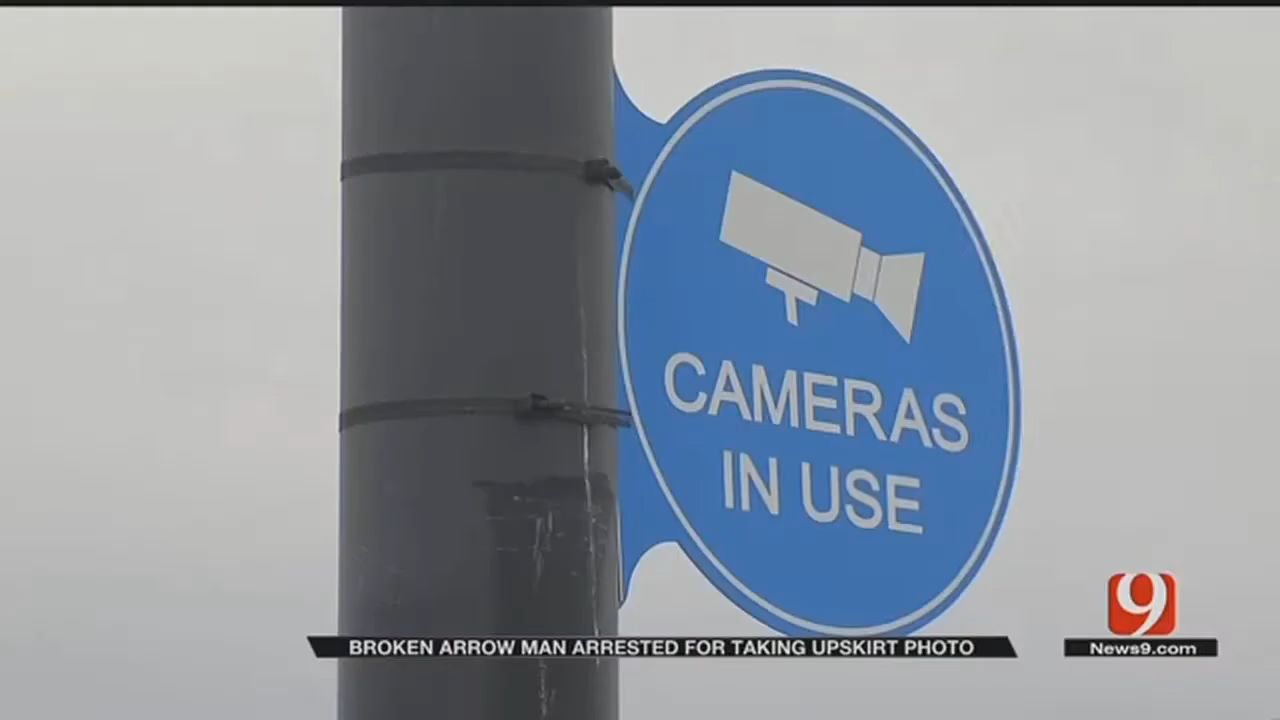 CAMERAS
IN USE
BROKEN ARROW MAN ARRESTED FOR TAKING UPSKIRT PHOTO
9
News9.com